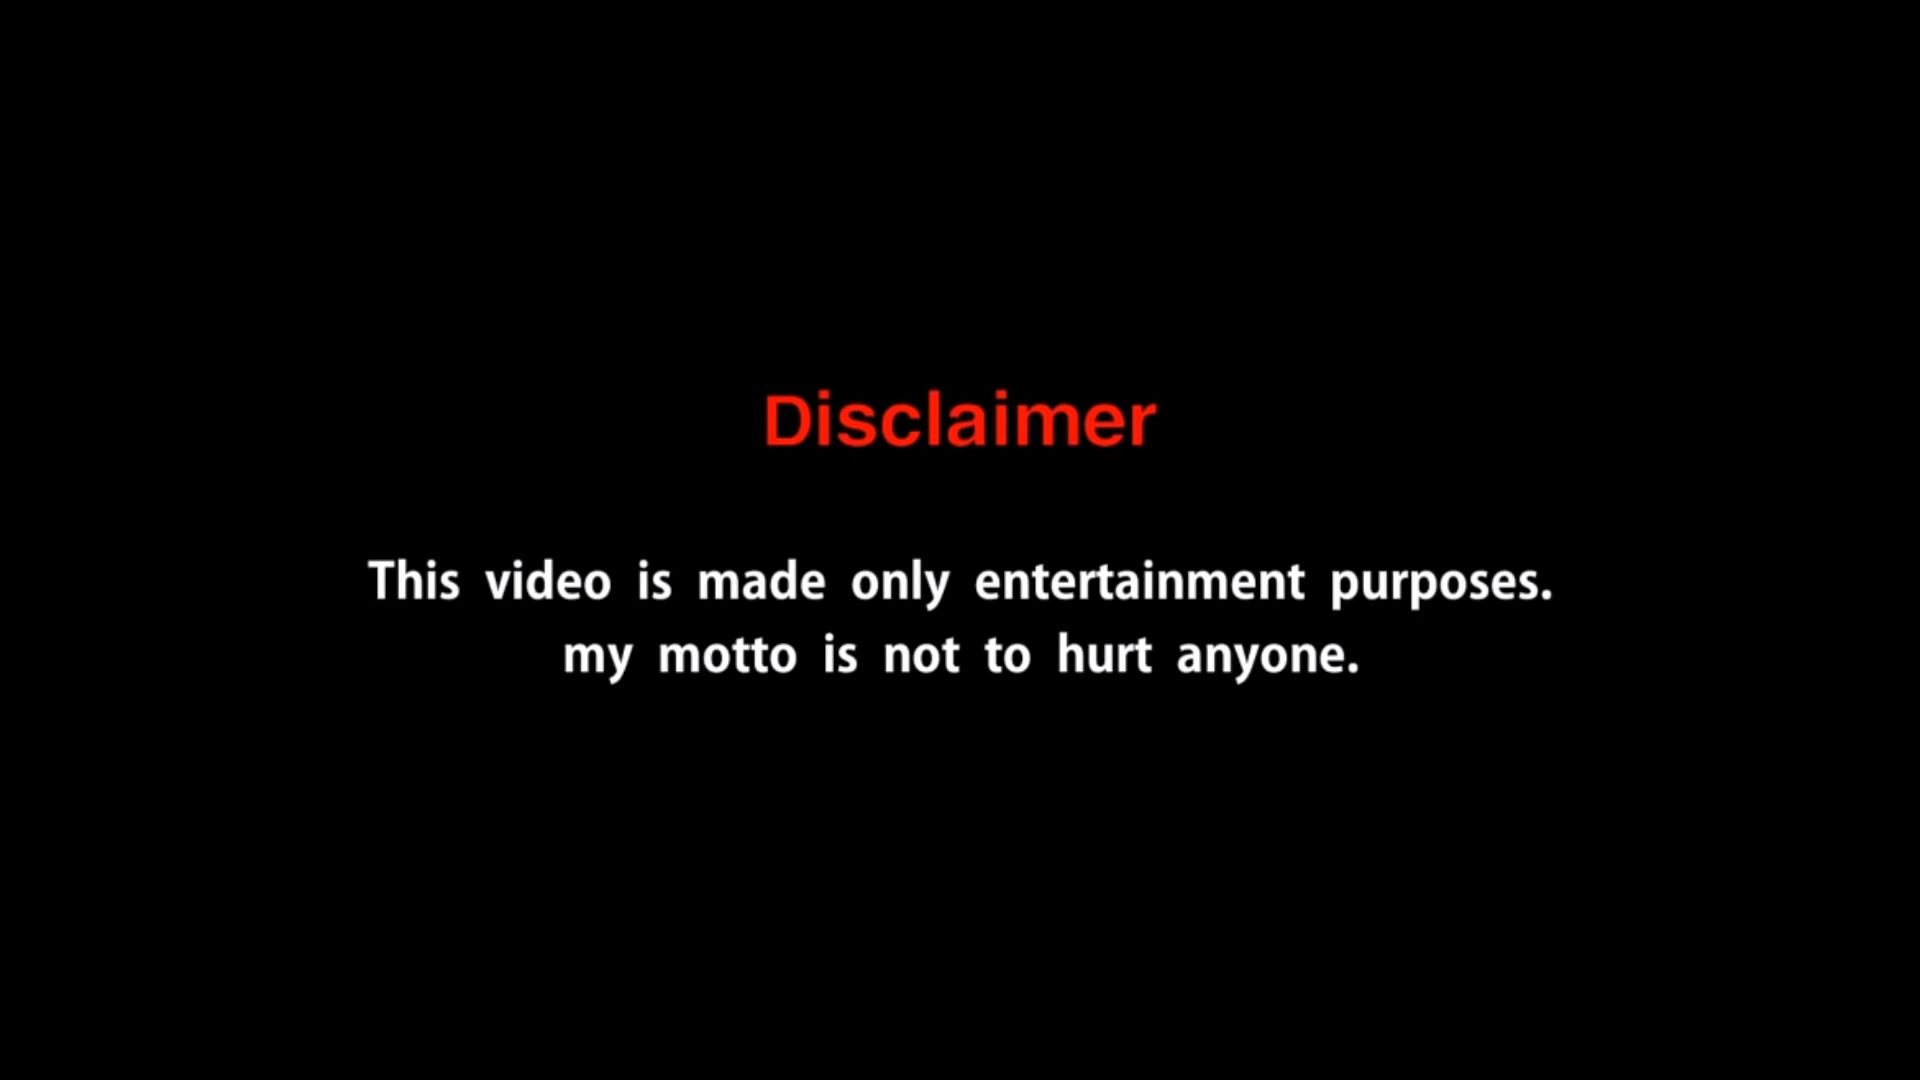 Disclaimer
This video is made only entertainment purposes.
my motto is not to hurt anyone.